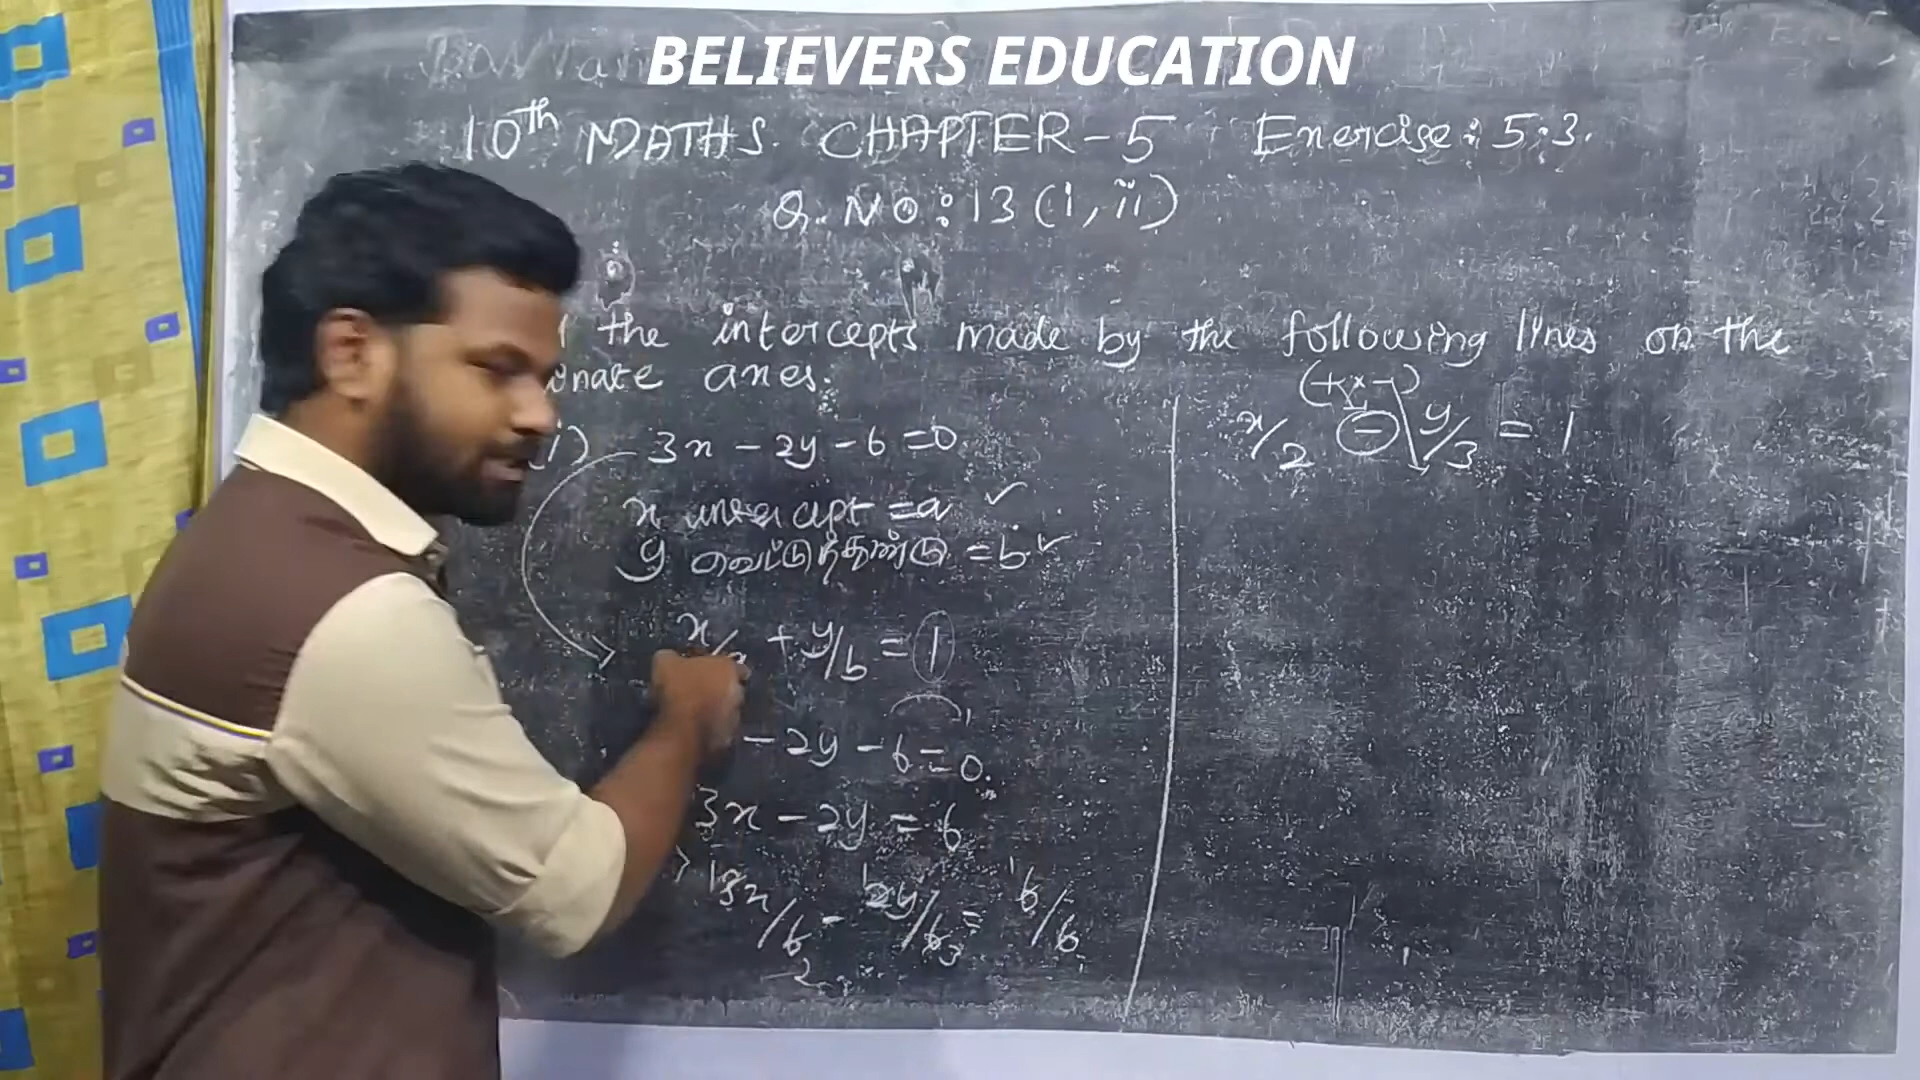 BELIEVERS EDUCATION
10th MATHS. CHAPTER-5 Exercise: 5.3.
Q. NO: 13 (i, ii)
the intercepts made by the following lines on the
inate axes.
(i) 3x - 2y - 6 = 0.
x intercept = a ✓
y வெட்டுத்துண்டு = b ✓
x/a + y/b = 1
- 2y - 6 = 0.
3x - 2y = 6
3x/6 - 2y/6 = 6/6
(+x-)
x/2 - y/3 = 1